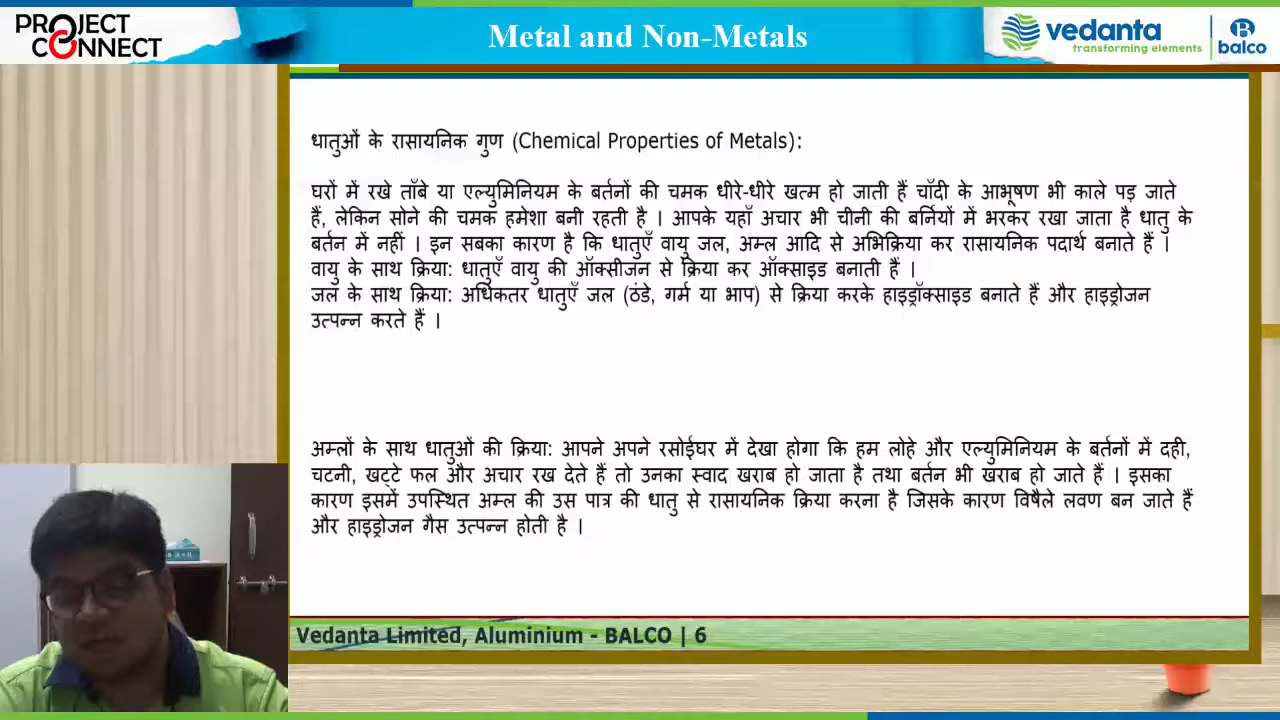 PROJECT
CONNECT
Metal and Non-Metals
vedanta
transforming elements
balco
धातुओं के रासायनिक गुण (Chemical Properties of Metals):
घरों में रखे ताँबे या एल्युमिनियम के बर्तनों की चमक धीरे-धीरे खत्म हो जाती हैं चाँदी के आभूषण भी काले पड़ जाते
हैं, लेकिन सोने की चमक हमेशा बनी रहती है | आपके यहाँ अचार भी चीनी की बर्नियों में भरकर रखा जाता है धातु के
बर्तन में नहीं | इन सबका कारण है कि धातुएँ वायु जल, अम्ल आदि से अभिक्रिया कर रासायनिक पदार्थ बनाते हैं |
वायु के साथ क्रिया: धातुएँ वायु की ऑक्सीजन से क्रिया कर ऑक्साइड बनाती हैं |
जल के साथ क्रिया: अधिकतर धातुएँ जल (ठंडे, गर्म या भाप) से क्रिया करके हाइड्रॉक्साइड बनाते हैं और हाइड्रोजन
उत्पन्न करते हैं |
अम्लों के साथ धातुओं की क्रिया: आपने अपने रसोईघर में देखा होगा कि हम लोहे और एल्युमिनियम के बर्तनों में दही,
चटनी, खट्टे फल और अचार रख देते हैं तो उनका स्वाद खराब हो जाता है तथा बर्तन भी खराब हो जाते हैं | इसका
कारण इसमें उपस्थित अम्ल की उस पात्र की धातु से रासायनिक क्रिया करना है जिसके कारण विषैले लवण बन जाते हैं
और हाइड्रोजन गैस उत्पन्न होती है |
Vedanta Limited, Aluminium - BALCO | 6